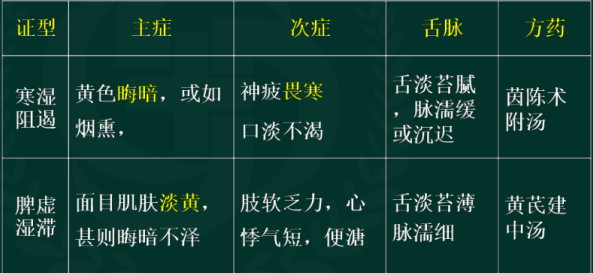 证型 主症 次症 舌脉 方药
寒湿阻遏
黄色晦暗，或如
烟熏，
神疲畏寒
口淡不渴
舌淡苔腻
，脉濡缓
或沉迟
茵陈术
附汤
脾虚
湿滞
面目肌肤淡黄，
甚则晦暗不泽
肢软乏力，心
悸气短，便溏
舌淡苔薄
脉濡细
黄芪建
中汤